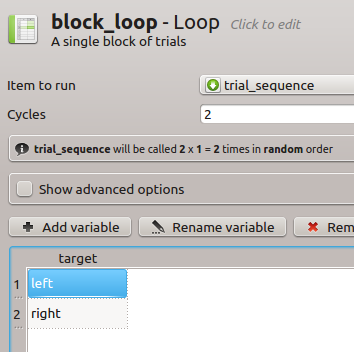 block_loop - Loop Click to edit
A single block of trials
Item to run trial_sequence
Cycles 2
trial_sequence will be called 2 x 1 = 2 times in random order
Show advanced options
Add variable Rename variable Rem
target
1 left
2 right